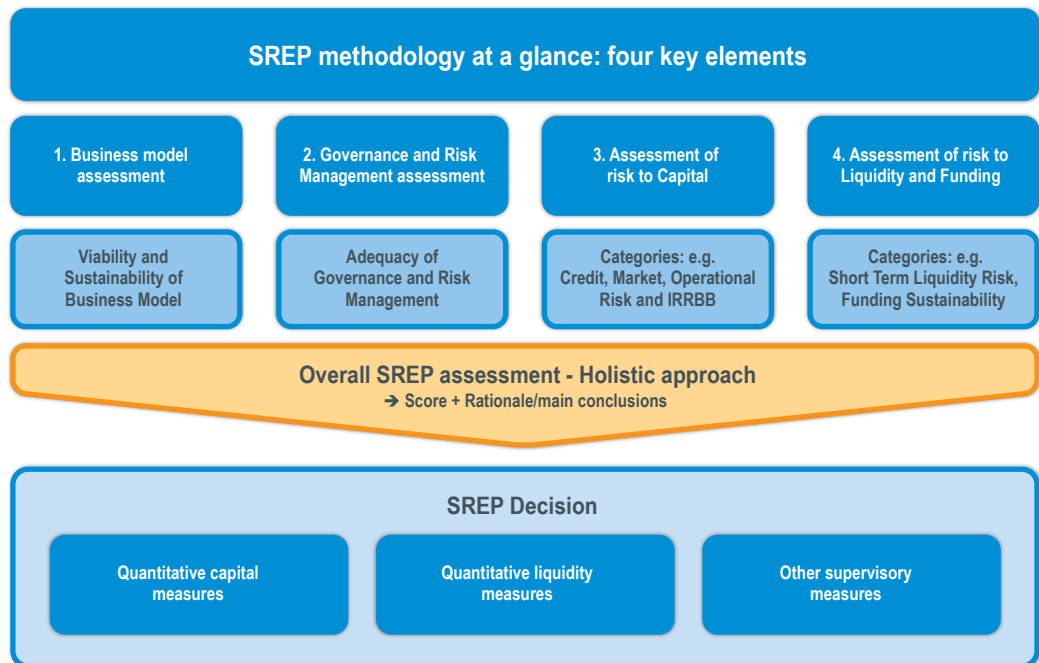 SREP methodology at a glance: four key elements
1. Business model
assessment
2. Governance and Risk
Management assessment
3. Assessment of
risk to Capital
4. Assessment of risk to
Liquidity and Funding
Viability and
Sustainability of
Business Model
Adequacy of
Governance and Risk
Management
Categories: e.g.
Credit, Market, Operational
Risk and IRRBB
Categories: e.g.
Short Term Liquidity Risk,
Funding Sustainability
Overall SREP assessment - Holistic approach
➔ Score + Rationale/main conclusions
SREP Decision
Quantitative capital
measures
Quantitative liquidity
measures
Other supervisory
measures